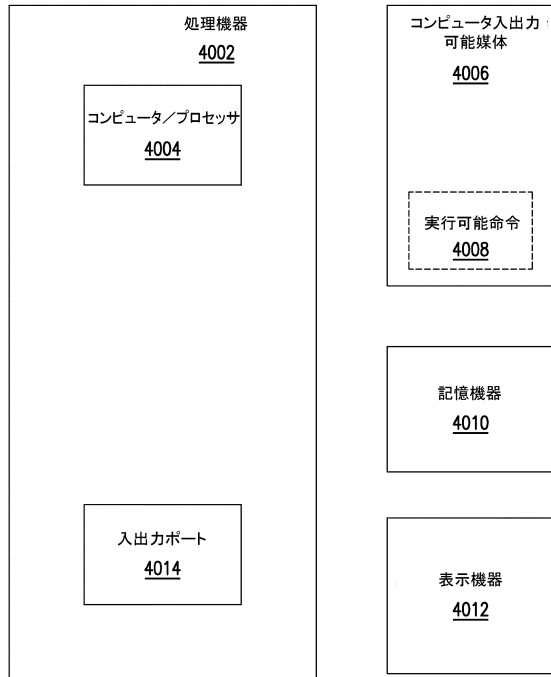 処理機器
4002
コンピュータ／プロセッサ
4004
入出力ポート
4014
コンピュータ入出力
可能媒体
4006
実行可能命令
4008
記憶機器
4010
表示機器
4012